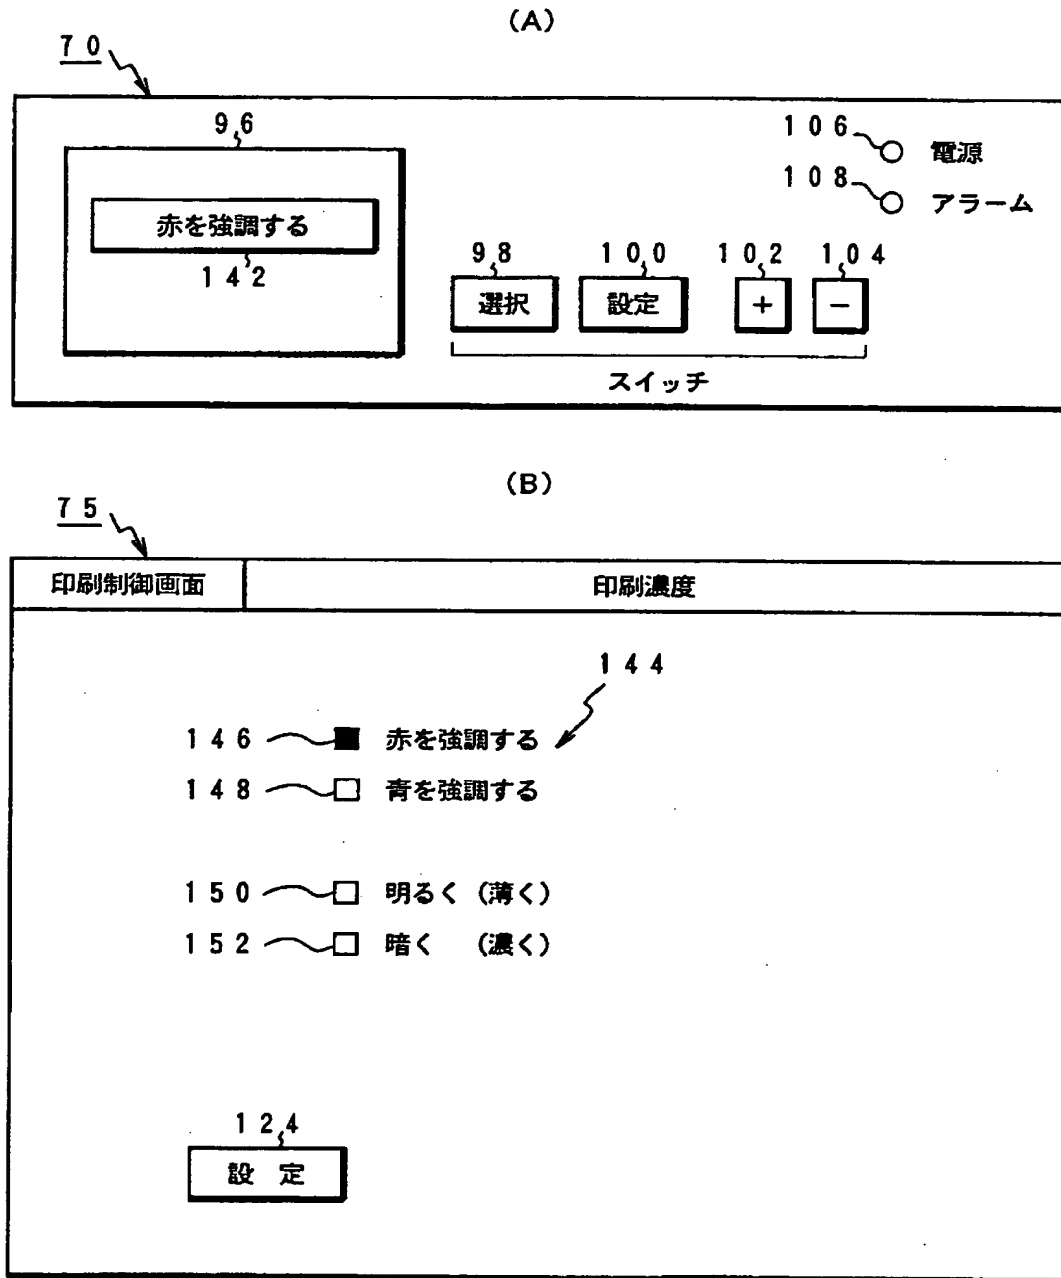 (A)
70
96
106 電源
108 アラーム
赤を強調する
142
98 100 102 104
選択 設定 + −
スイッチ
(B)
75
印刷制御画面 印刷濃度
144
146 赤を強調する
148 青を強調する
150 明るく (薄く)
152 暗く (濃く)
124
設 定